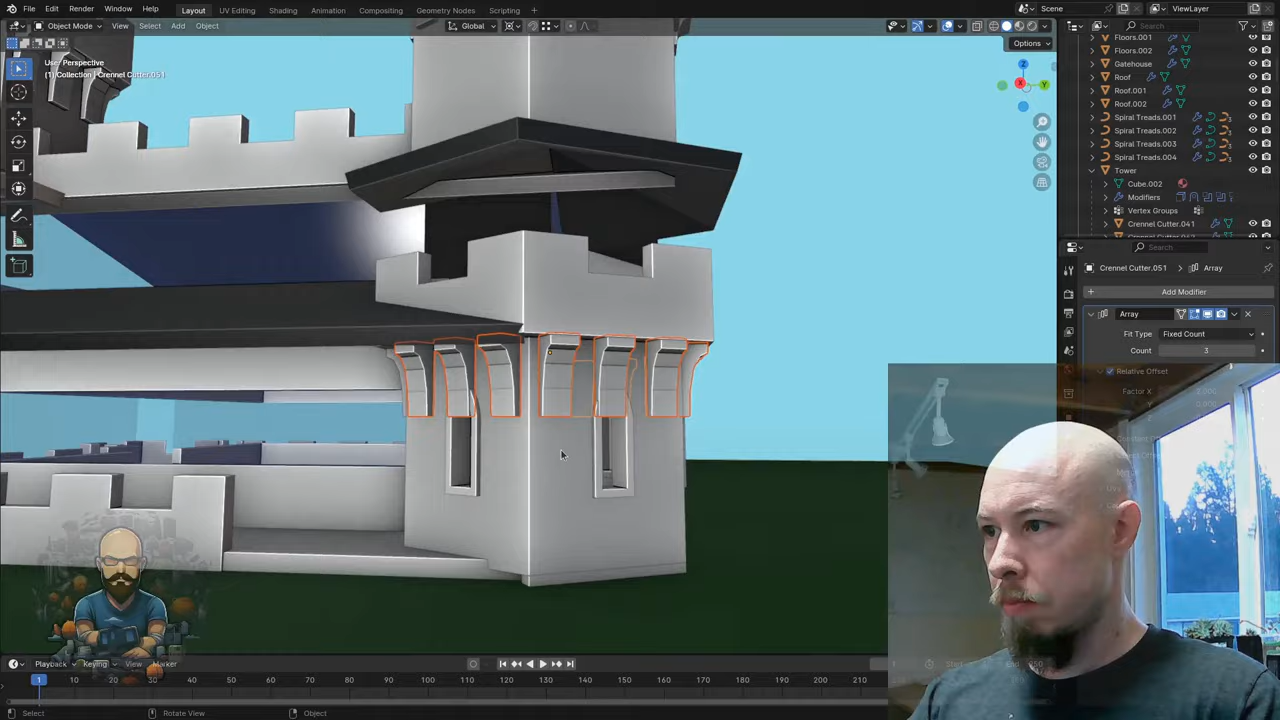 File Edit Render Window Help Layout UV Editing Shading Animation Compositing Geometry Nodes Scripting + Scene ViewLayer
Object Mode View Select Add Object Global Search
Options
(1) Collection | Crennel Cutter.051
Floors.001
Floors.002
Gatehouse
Roof
Roof.001
Roof.002
Spiral Treads.001
Spiral Treads.002
Spiral Treads.003
Spiral Treads.004
Tower
Cube.002
Modifiers
Vertex Groups
Crennel Cutter.041
Search
Crennel Cutter.051 > Array
+ Add Modifier
Array
Fit Type Fixed Count
Count 3
Relative Offset
Factor X
Playback Keying View Marker
1 10 20 30 40 50 60 70 80 90 100 110 120 130 140 150 160 170 180 190 200 210
Select Rotate View Object